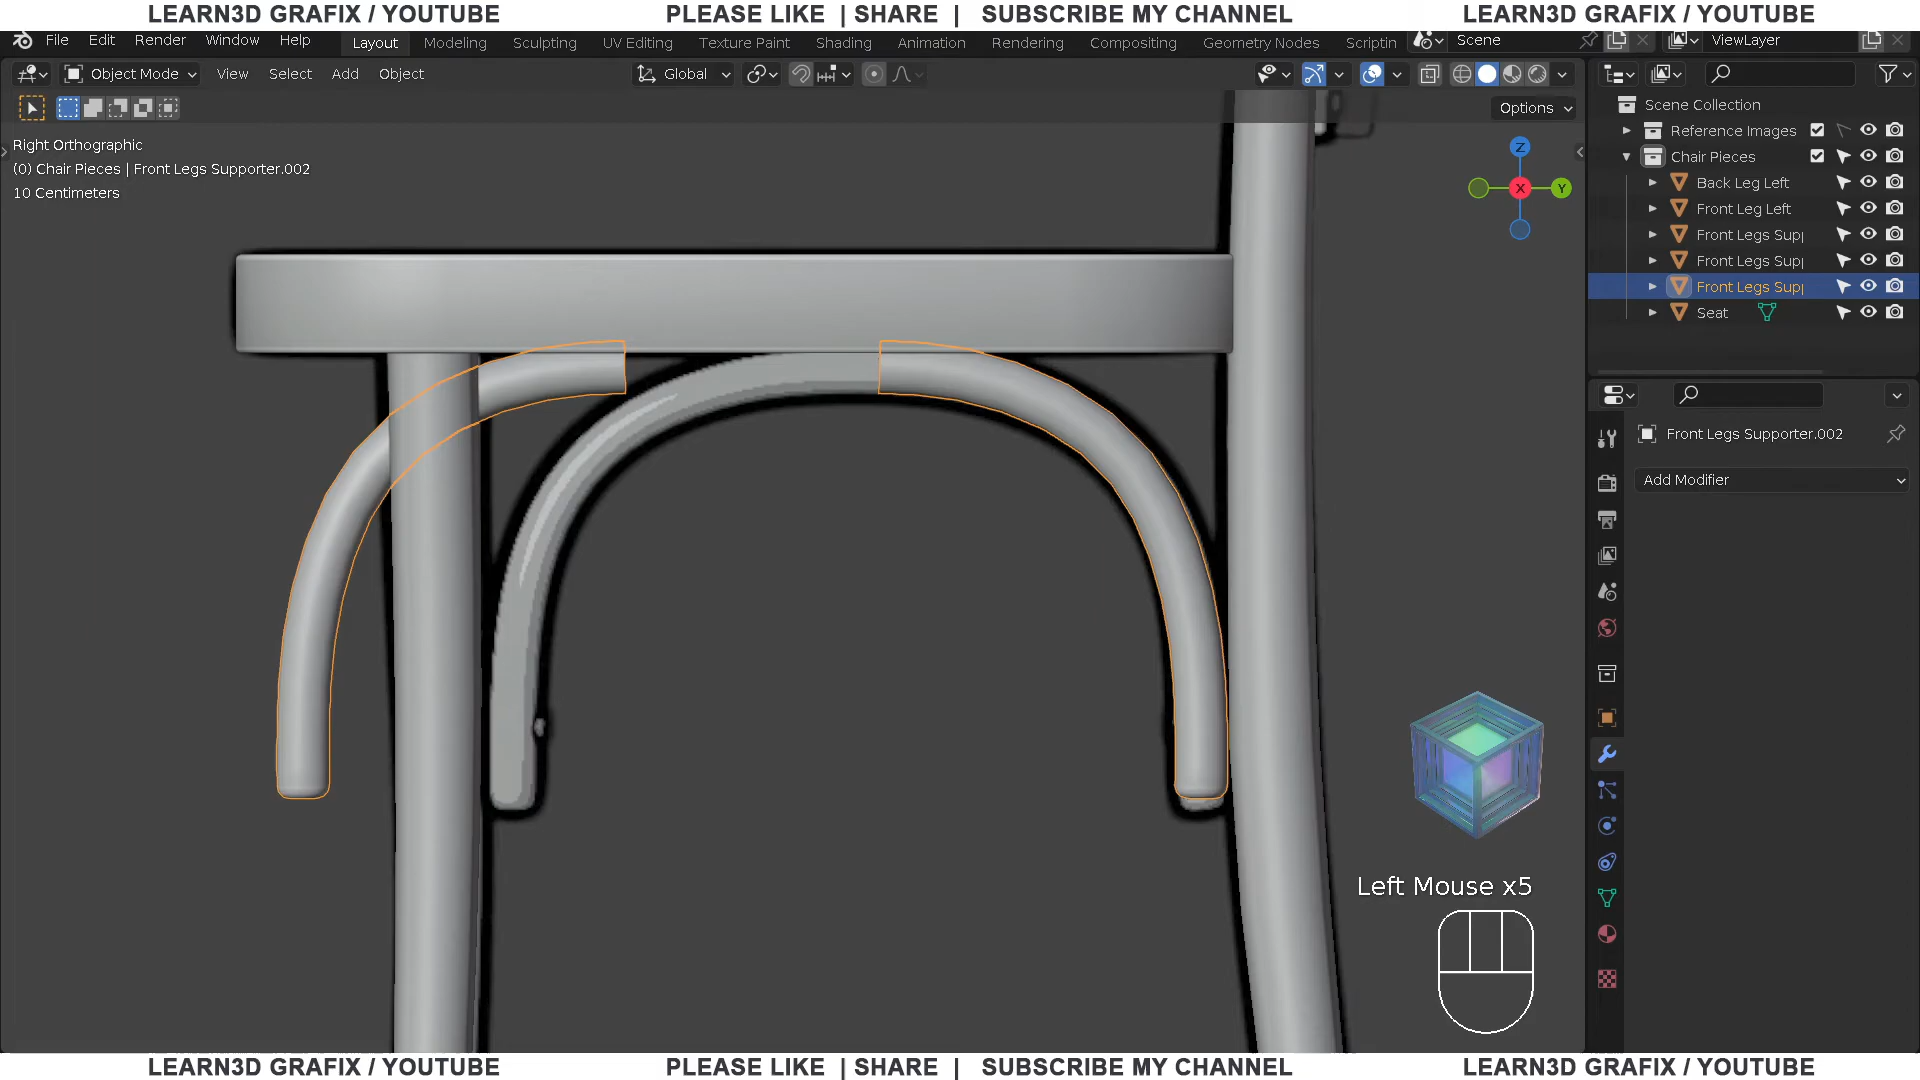 LEARN3D GRAFIX / YOUTUBE PLEASE LIKE | SHARE | SUBSCRIBE MY CHANNEL LEARN3D GRAFIX / YOUTUBE
File Edit Render Window Help Layout Modeling Sculpting UV Editing Texture Paint Shading Animation Rendering Compositing Geometry Nodes Scriptin Scene ViewLayer
Object Mode View Select Add Object Global
Options
Right Orthographic
(0) Chair Pieces | Front Legs Supporter.002
10 Centimeters
Z
X
Y
Scene Collection
Reference Images
Chair Pieces
Back Leg Left
Front Leg Left
Front Legs Supp
Front Legs Supp
Front Legs Supp
Seat
Front Legs Supporter.002
Add Modifier
Left Mouse x5
LEARN3D GRAFIX / YOUTUBE PLEASE LIKE | SHARE | SUBSCRIBE MY CHANNEL LEARN3D GRAFIX / YOUTUBE